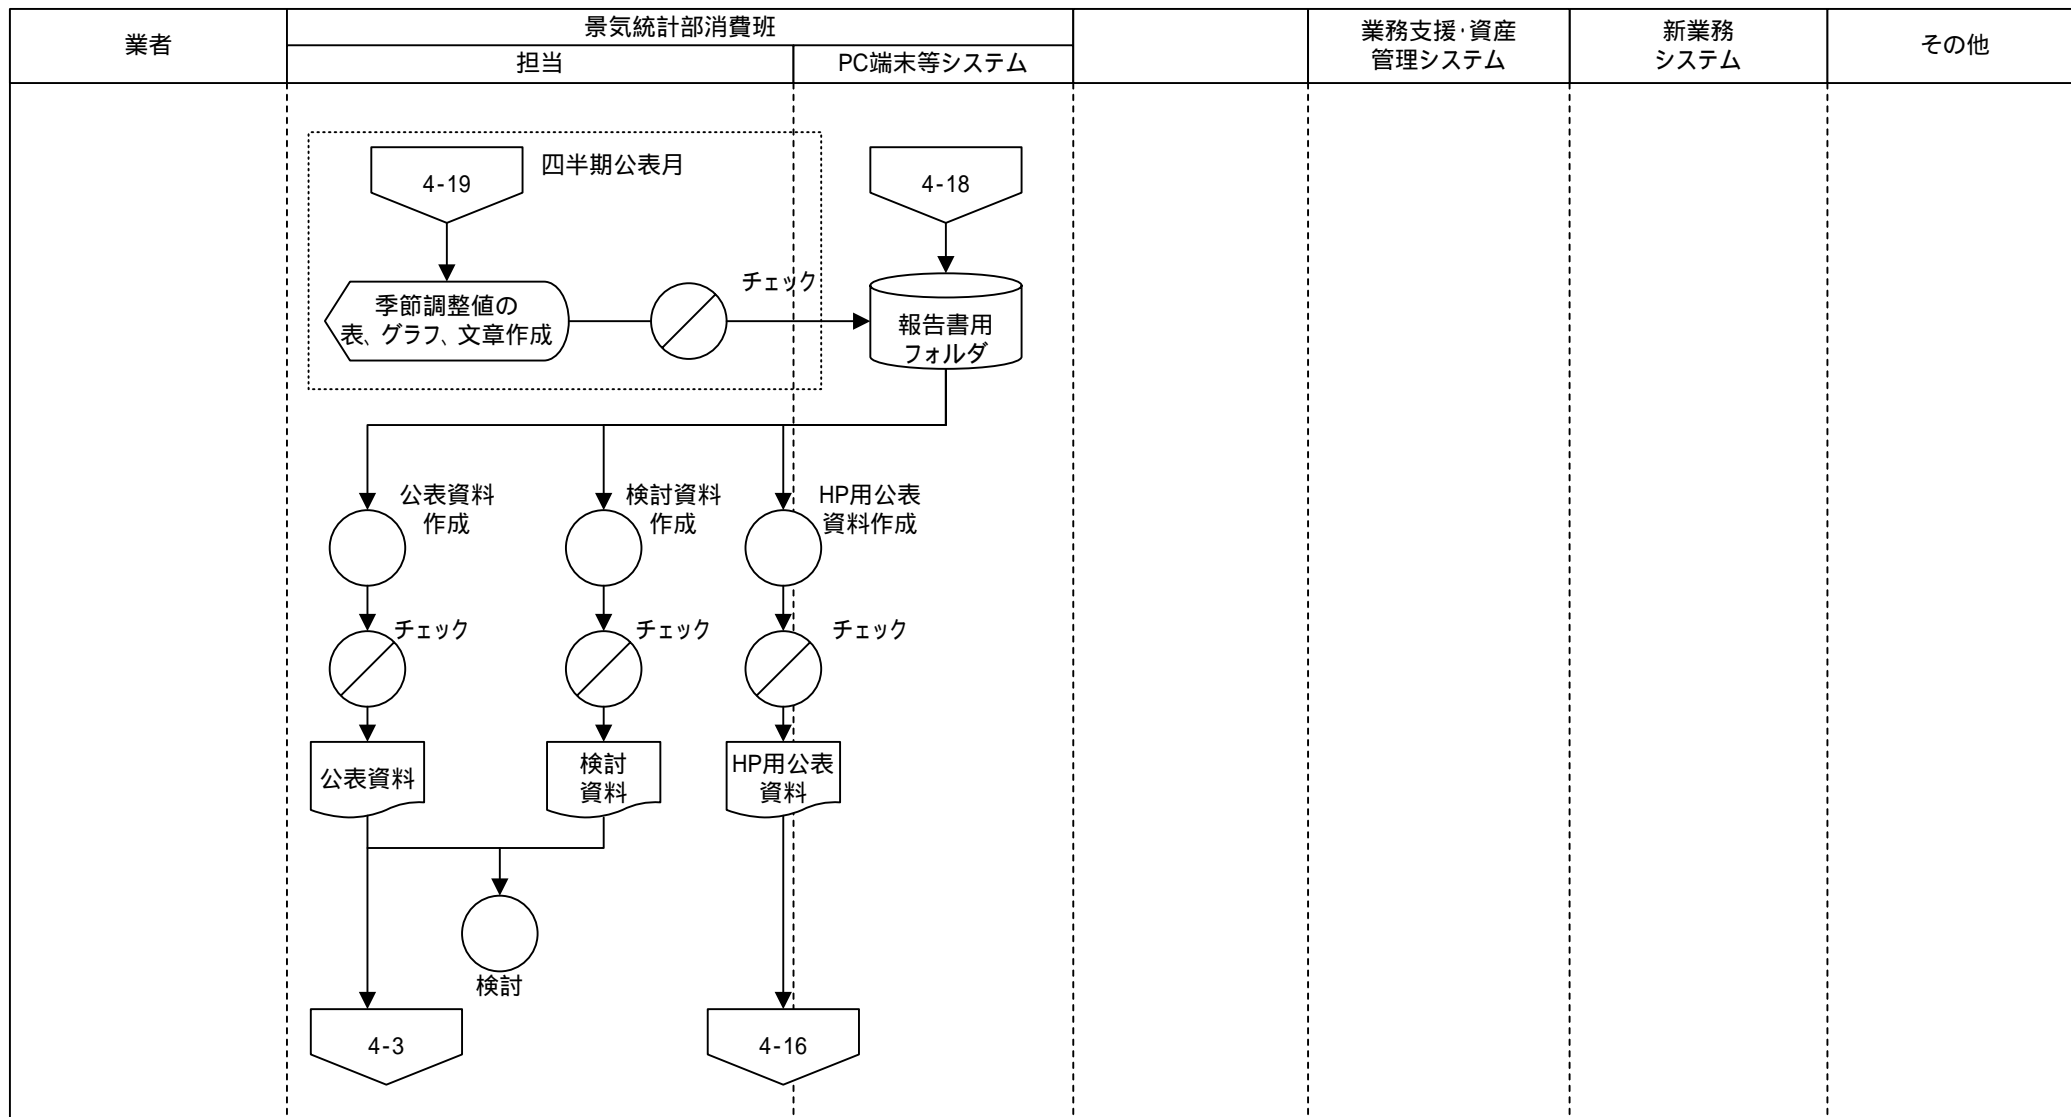 業者
景気統計部消費班
担当
PC端末等システム
業務支援・資産
管理システム
新業務
システム
その他
4-19
四半期公表月
4-18
季節調整値の
表、グラフ、文章作成
チェック
報告書用
フォルダ
公表資料
作成
検討資料
作成
HP用公表
資料作成
チェック
チェック
チェック
公表資料
検討
資料
HP用公表
資料
検討
4-3
4-16